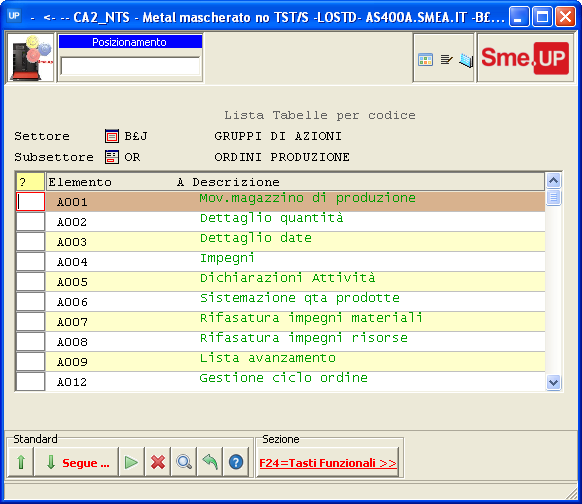 UP - <- -- CA2_NTS - Metal mascherato no TST/S -LOSTD- AS400A.SMEA.IT -B£...
Posizionamento
Sme.UP
Lista Tabelle per codice
Settore B£J GRUPPI DI AZIONI
Subsettore OR ORDINI PRODUZIONE
? Elemento A Descrizione
A001 Mov.magazzino di produzione
A002 Dettaglio quantità
A003 Dettaglio date
A004 Impegni
A005 Dichiarazioni Attività
A006 Sistemazione qta prodotte
A007 Rifasatura impegni materiali
A008 Rifasatura impegni risorse
A009 Lista avanzamento
A012 Gestione ciclo ordine
Standard Sezione
Segue ... ? F24=Tasti Funzionali >>